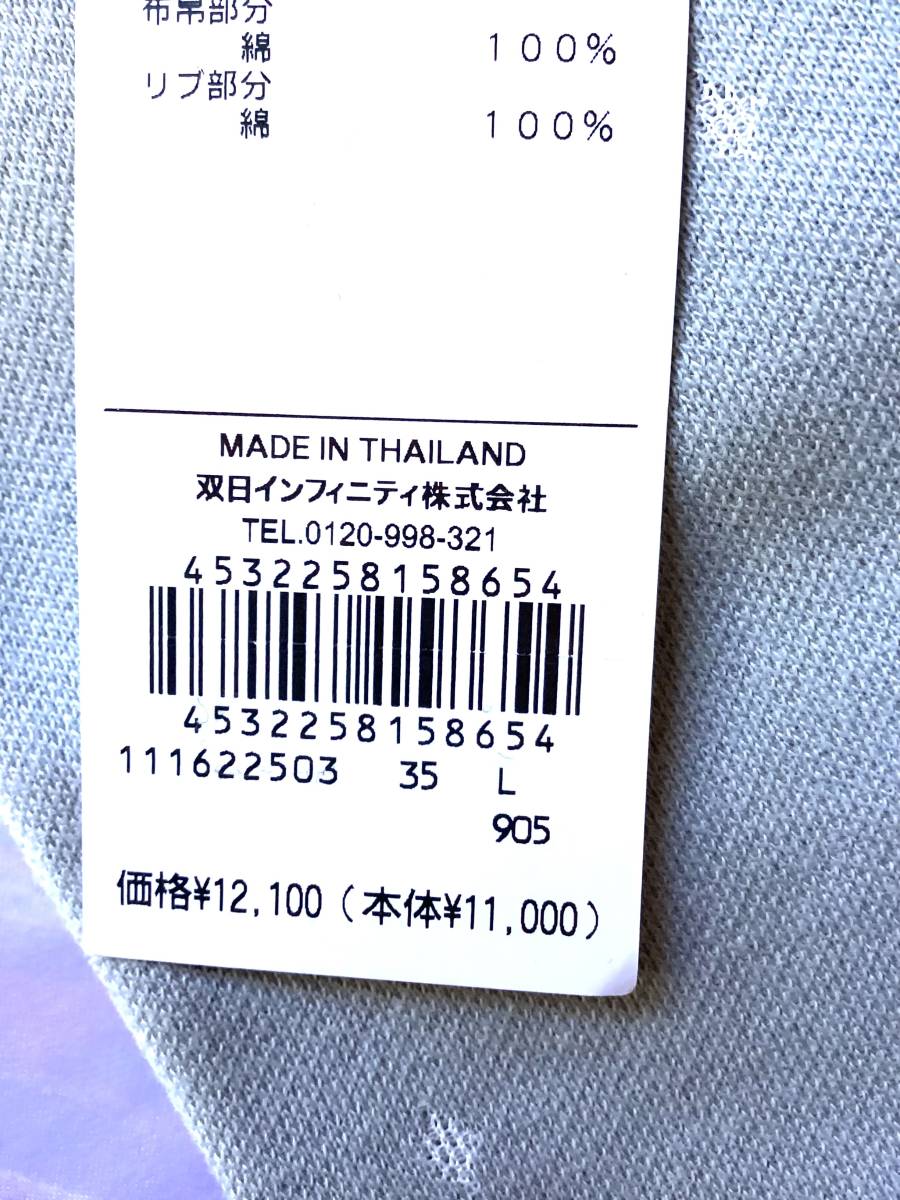 布帛部分
綿 100%
リブ部分
綿 100%
MADE IN THAILAND
双日インフィニティ株式会社
TEL.0120-998-321
4532258158654
4532258158654
111622503 35 L
905
価格¥12,100(本体¥11,000)